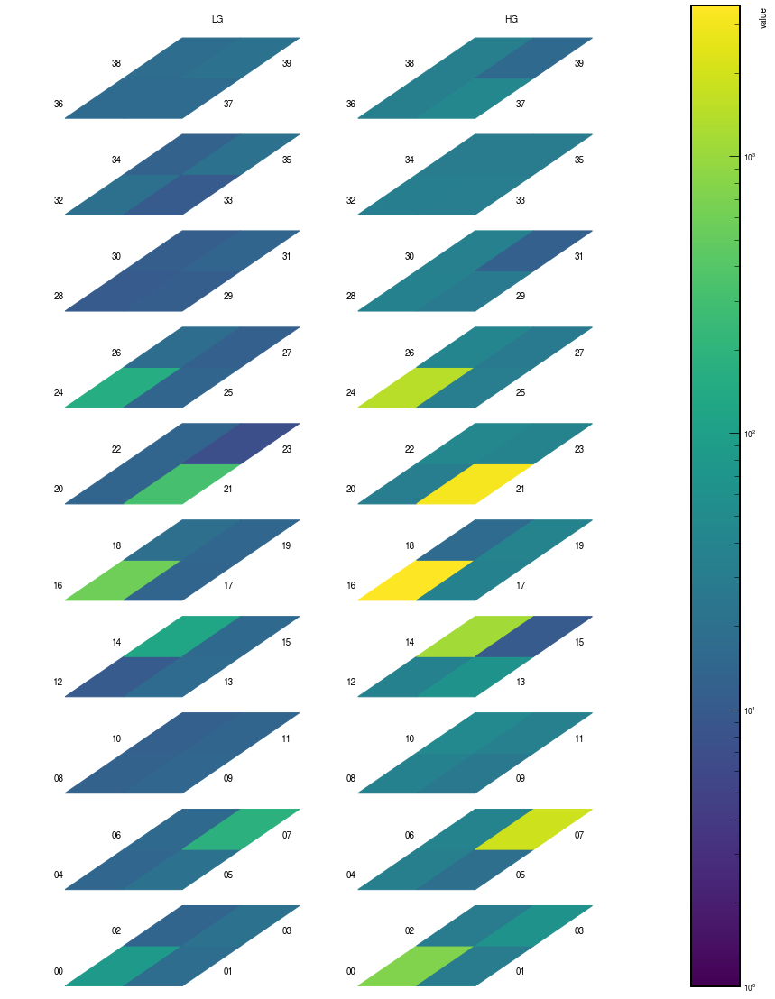 LG HG value
38 39 38 39
36 37 36 37
10³
34 35 34 35
32 33 32 33
30 31 30 31
28 29 28 29
26 27 26 27
24 25 24 25
10²
22 23 22 23
20 21 20 21
18 19 18 19
16 17 16 17
14 15 14 15
12 13 12 13
10¹
10 11 10 11
08 09 08 09
06 07 06 07
04 05 04 05
02 03 02 03
00 01 00 01
10⁰